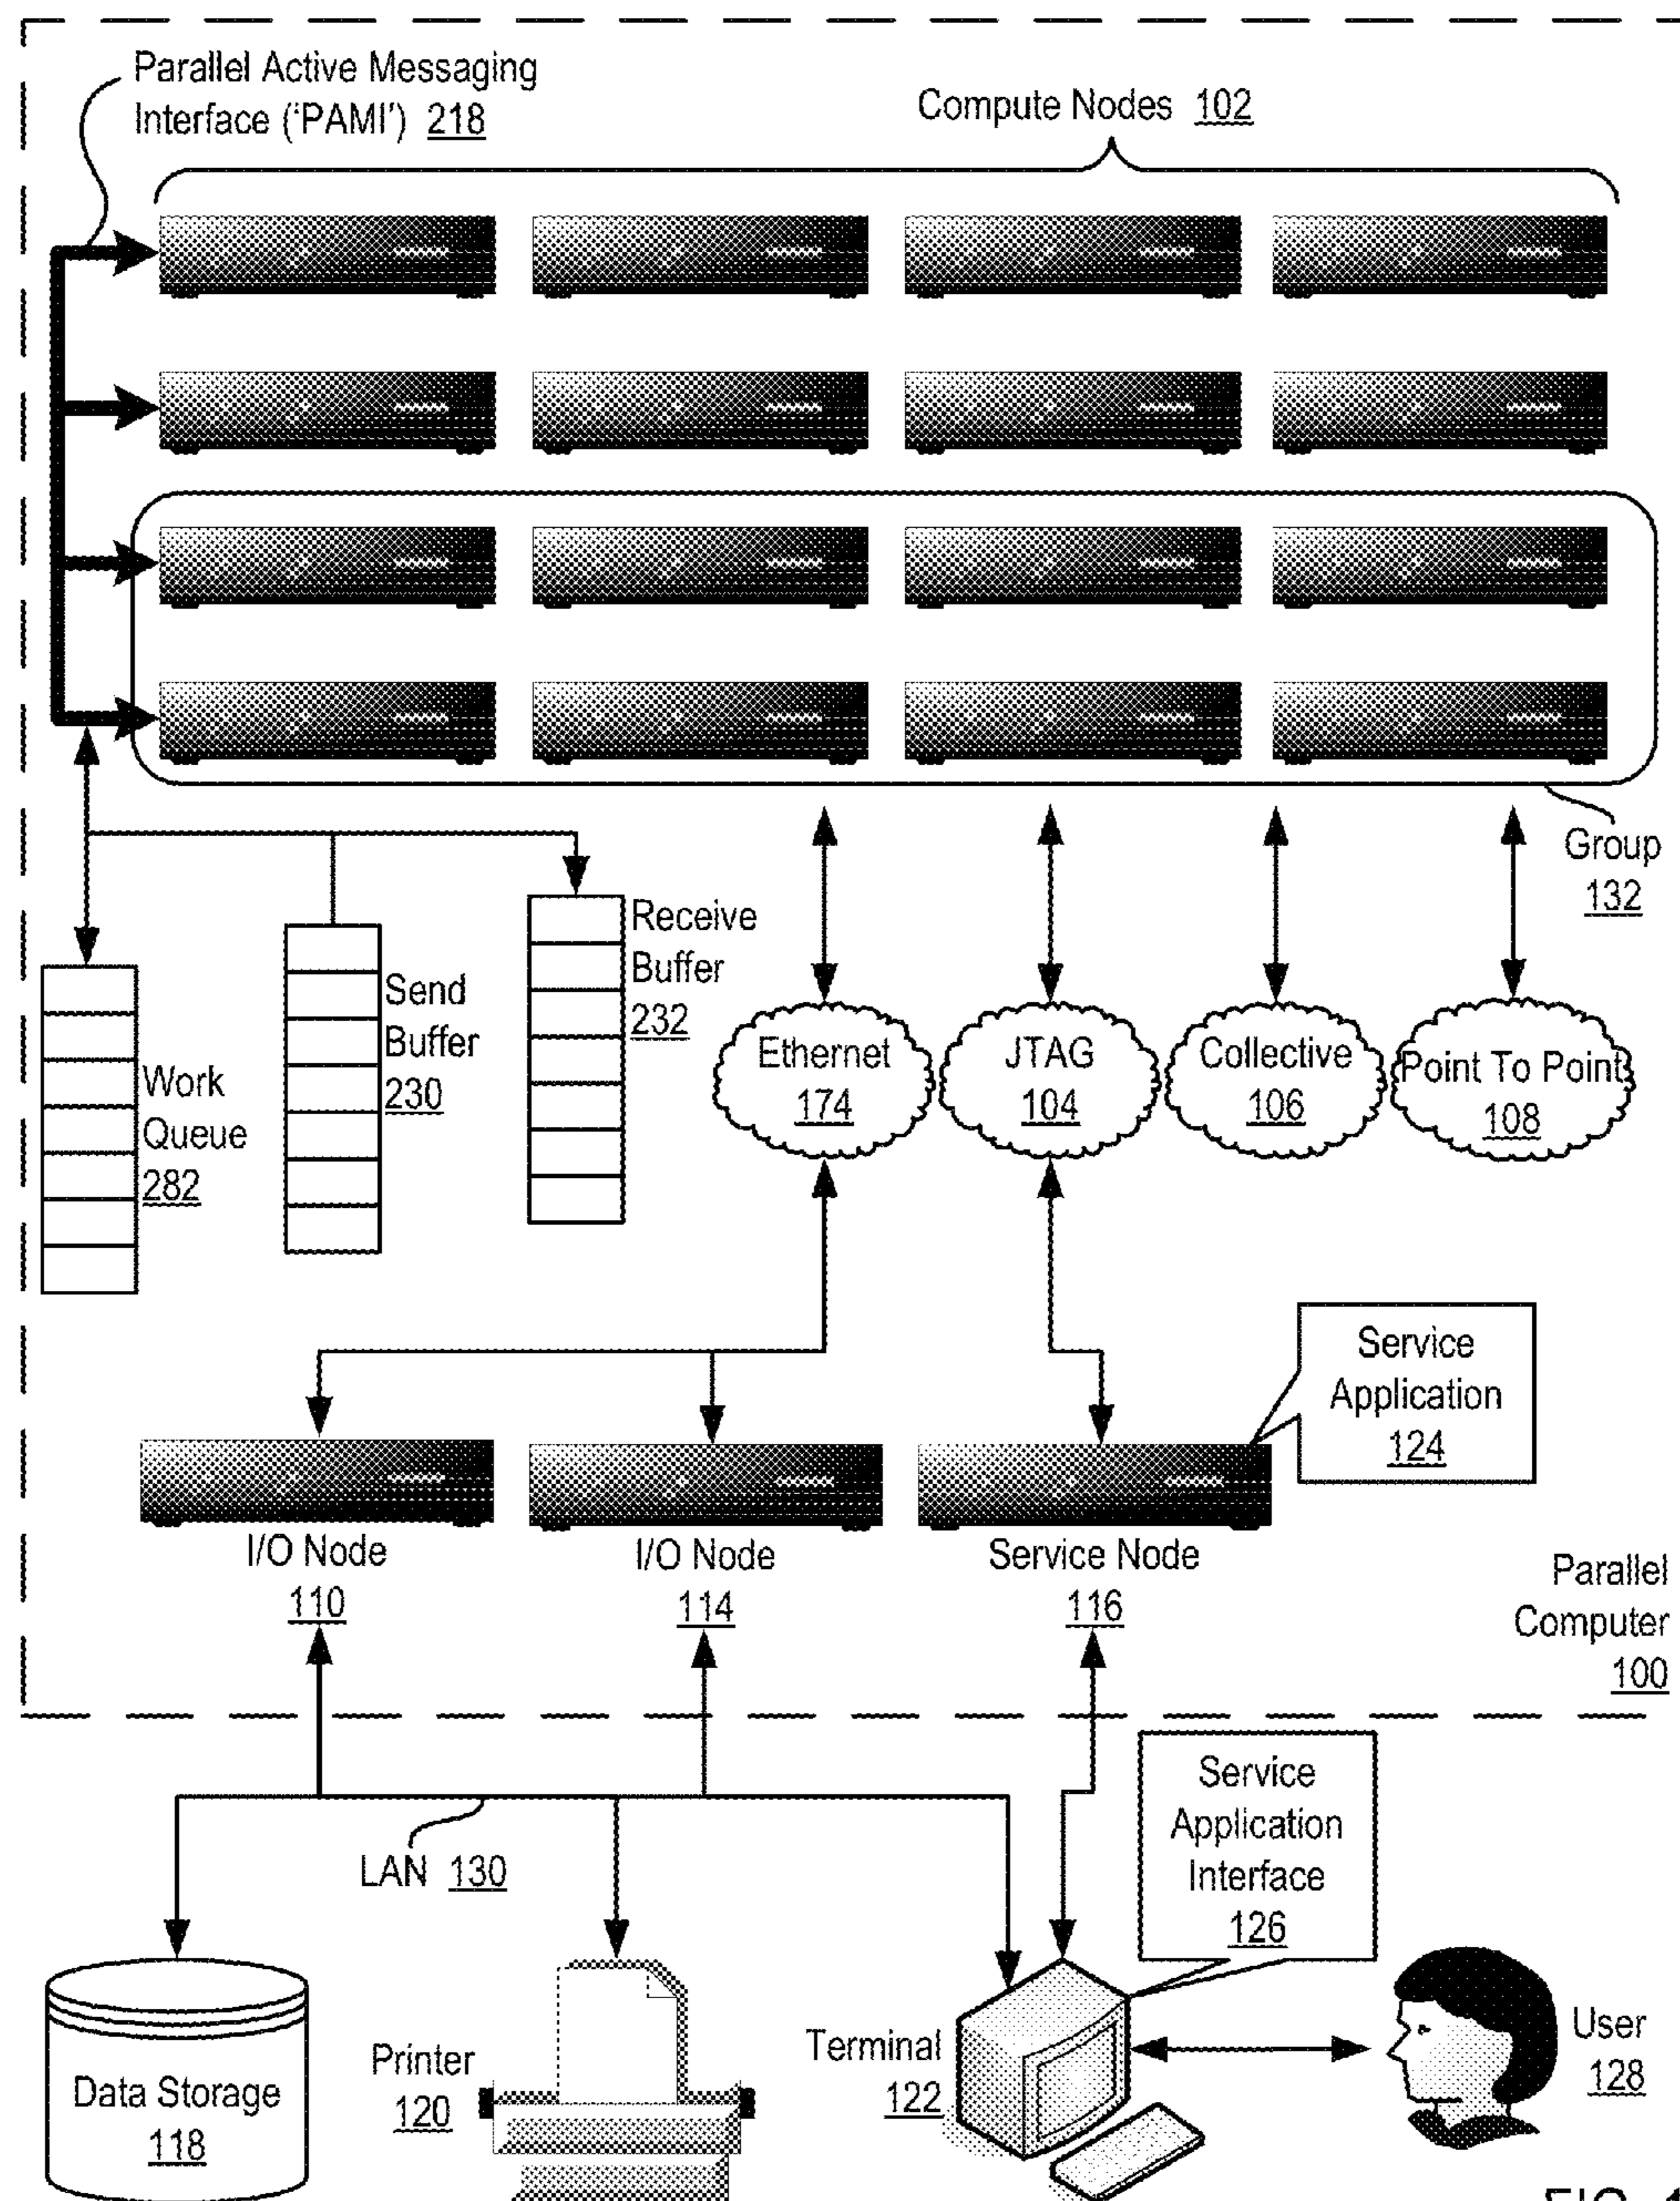 Parallel Active Messaging
Interface (‘PAMI’) 218
Compute Nodes 102
Group
132
Receive
Buffer
232
Send
Buffer
230
Work
Queue
282
Ethernet
174
JTAG
104
Collective
106
Point To Point
108
Service
Application
124
I/O Node
110
I/O Node
114
Service Node
116
Parallel
Computer
100
LAN 130
Service
Application
Interface
126
Data Storage
118
Printer
120
Terminal
122
User
128
FIG. 1